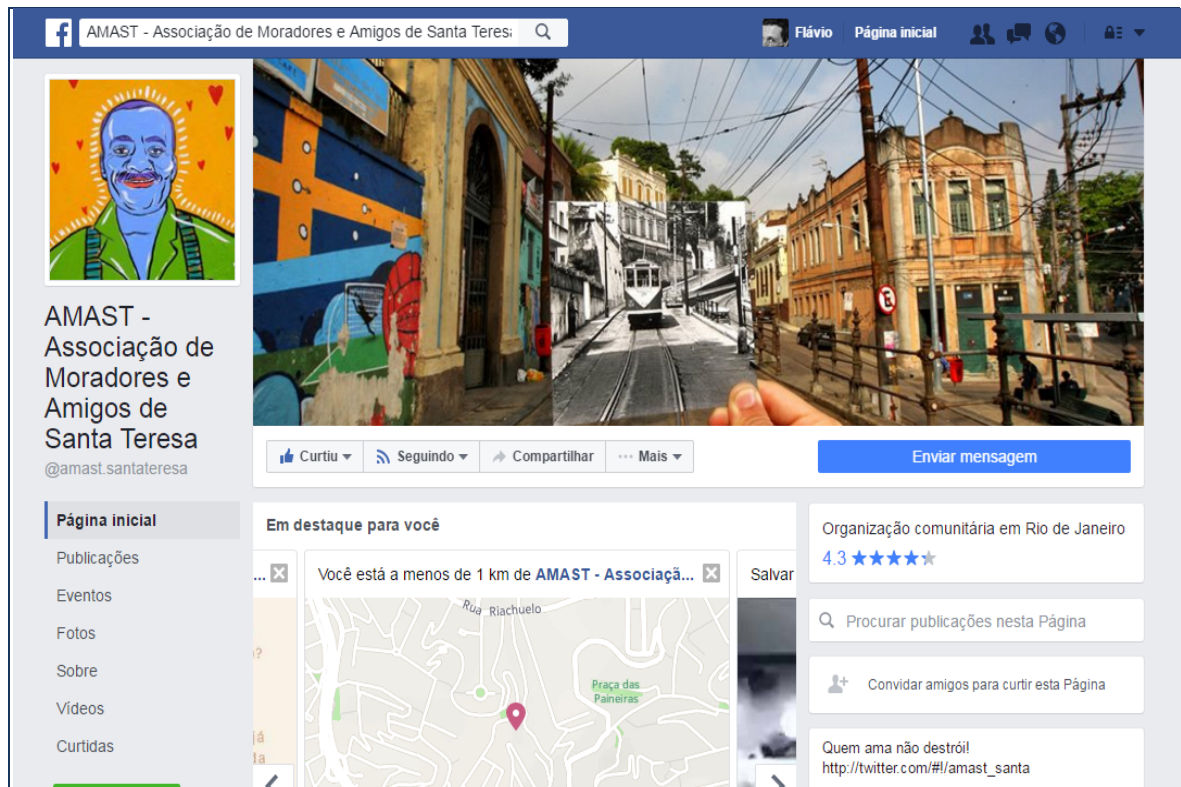 AMAST - Associação de Moradores e Amigos de Santa Teres
Flávio
Página inicial
AMAST -
Associação de
Moradores e
Amigos de
Santa Teresa
@amast.santateresa
Curtiu
Seguindo
Compartilhar
Mais
Enviar mensagem
Página inicial
Publicações
Eventos
Fotos
Sobre
Vídeos
Curtidas
Em destaque para você
...
Você está a menos de 1 km de AMAST - Associaçã...
Salvar
Rua Riachuelo
Praça das
Paineiras
Organização comunitária em Rio de Janeiro
4.3
Procurar publicações nesta Página
Convidar amigos para curtir esta Página
Quem ama não destrói!
http://twitter.com/#!/amast_santa